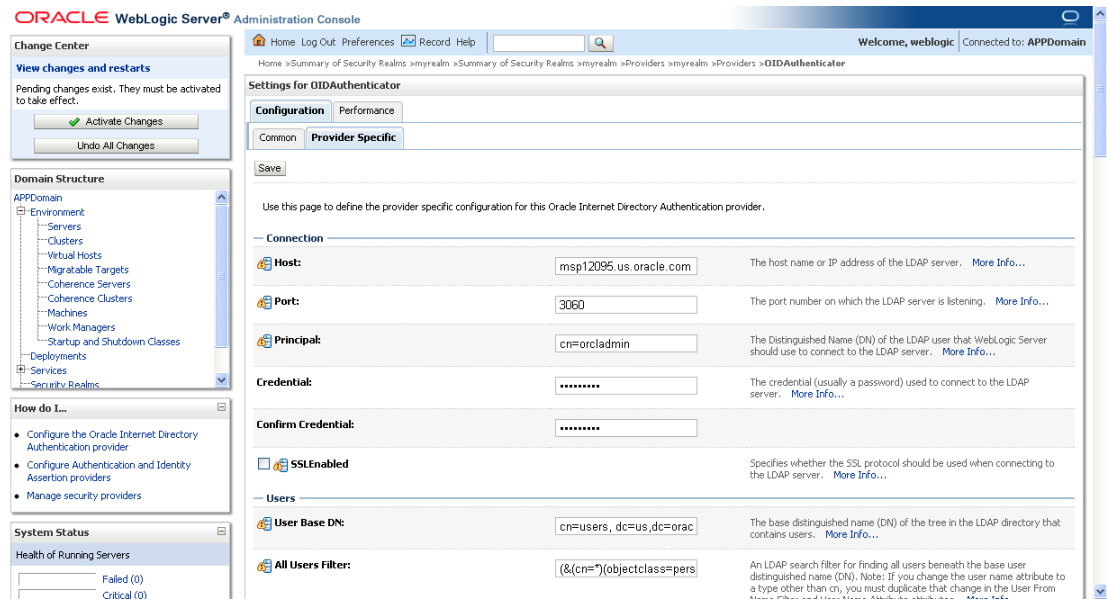 ORACLE WebLogic Server® Administration Console
Change Center
View changes and restarts
Pending changes exist. They must be activated
to take effect.
Activate Changes
Undo All Changes
Domain Structure
APPDomain
Environment
Servers
Clusters
Virtual Hosts
Migratable Targets
Coherence Servers
Coherence Clusters
Machines
Work Managers
Startup and Shutdown Classes
Deployments
Services
Security Realms
How do I...
Configure the Oracle Internet Directory
Authentication provider
Configure Authentication and Identity
Assertion providers
Manage security providers
System Status
Health of Running Servers
Failed (0)
Critical (0)
Home Log Out Preferences Record Help
Welcome, weblogic Connected to: APPDomain
Home >Summary of Security Realms >myrealm >Summary of Security Realms >myrealm >Providers >myrealm >Providers >OIDAuthenticator
Settings for OIDAuthenticator
Configuration Performance
Common Provider Specific
Save
Use this page to define the provider specific configuration for this Oracle Internet Directory Authentication provider.
Connection
Host: msp12095.us.oracle.com The host name or IP address of the LDAP server. More Info...
Port: 3060 The port number on which the LDAP server is listening. More Info...
Principal: cn=orcladmin The Distinguished Name (DN) of the LDAP user that WebLogic Server
should use to connect to the LDAP server. More Info...
Credential: ••••••••• The credential (usually a password) used to connect to the LDAP
server. More Info...
Confirm Credential: •••••••••
SSLEnabled Specifies whether the SSL protocol should be used when connecting to
the LDAP server. More Info...
Users
User Base DN: cn=users, dc=us,dc=orac The base distinguished name (DN) of the tree in the LDAP directory that
contains users. More Info...
All Users Filter: (&(cn=*)(objectclass=pers An LDAP search filter for finding all users beneath the base user
distinguished name (DN). Note: If you change the user name attribute to
a type other than cn, you must duplicate that change in the User From
Name Filter and User Name Attribute attributes. More Info...